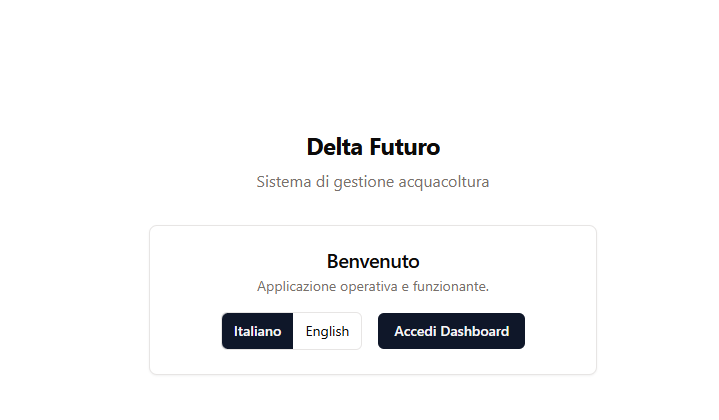 Delta Futuro
Sistema di gestione acquacoltura
Benvenuto
Applicazione operativa e funzionante.
Italiano English Accedi Dashboard